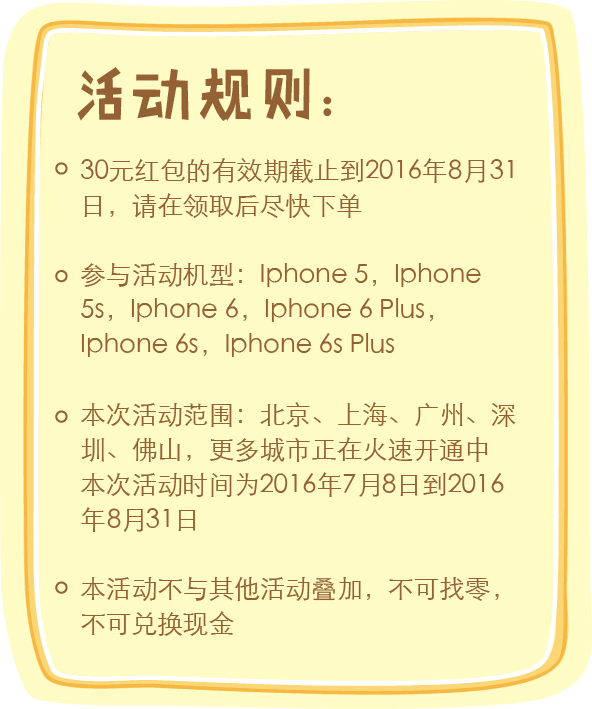 活动规则：
30元红包的有效期截止到2016年8月31
日，请在领取后尽快下单
参与活动机型：Iphone 5，Iphone
5s，Iphone 6，Iphone 6 Plus，
Iphone 6s，Iphone 6s Plus
本次活动范围：北京、上海、广州、深
圳、佛山，更多城市正在火速开通中
本次活动时间为2016年7月8日到2016
年8月31日
本活动不与其他活动叠加，不可找零，
不可兑换现金